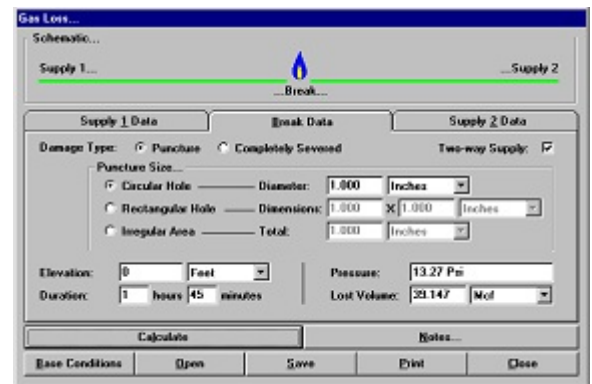 Gas Loss...
Schematic...
Supply 1... ...Supply 2
...Break...
Supply 1 Data Break Data Supply 2 Data
Damage Type: Puncture Completely Severed Two-way Supply:
Puncture Size...
Circular Hole Diameter: 1.000 Inches
Rectangular Hole Dimensions: 1.000 X 1.000 Inches
Irregular Area Total: 1.000 Inches
Elevation: 0 Feet Pressure: 13.27 Psi
Duration: 1 hours 45 minutes Lost Volume: 39.147 Mcf
Calculate Notes...
Base Conditions Open Save Print Close